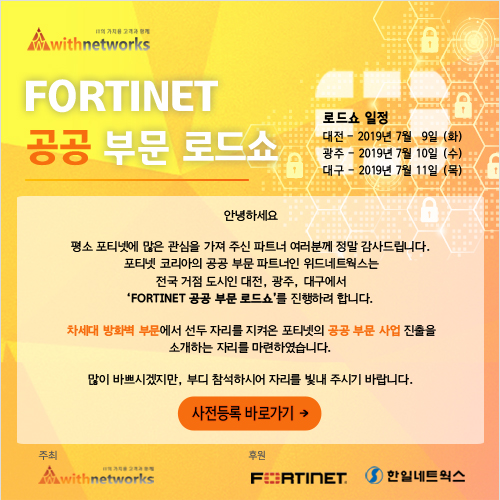 IT의 가치를 고객과 함께
withnetworks
FORTINET
공공 부문 로드쇼
로드쇼 일정
대전 - 2019년 7월 9일 (화)
광주 - 2019년 7월 10일 (수)
대구 - 2019년 7월 11일 (목)
안녕하세요
평소 포티넷에 많은 관심을 가져 주신 파트너 여러분께 정말 감사드립니다.
포티넷 코리아의 공공 부문 파트너인 위드네트웍스는
전국 거점 도시인 대전, 광주, 대구에서
‘FORTINET 공공 부문 로드쇼’를 진행하려 합니다.
차세대 방화벽 부문에서 선두 자리를 지켜온 포티넷의 공공 부문 사업 진출을
소개하는 자리를 마련하였습니다.
많이 바쁘시겠지만, 부디 참석하시어 자리를 빛내 주시기 바랍니다.
사전등록 바로가기 →
주최
후원
IT의 가치를 고객과 함께
withnetworks
FORTINET
한일네트웍스